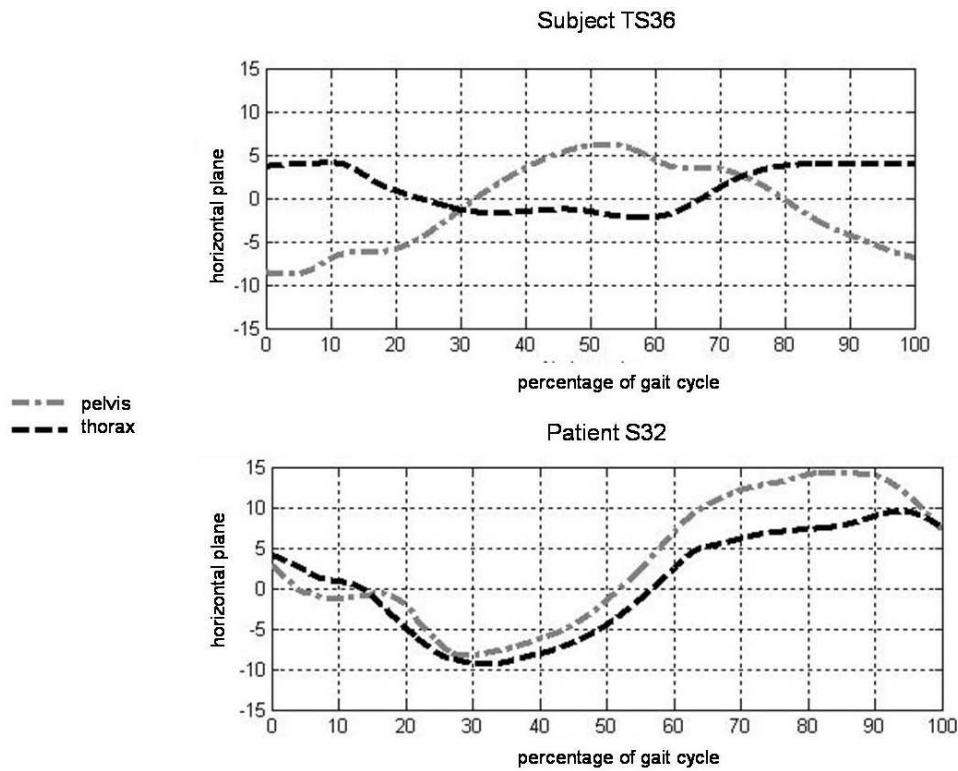 Subject TS36
15
10
5
0
-5
-10
-15
horizontal plane
0 10 20 30 40 50 60 70 80 90 100
percentage of gait cycle
pelvis
thorax
Patient S32
15
10
5
0
-5
-10
-15
horizontal plane
0 10 20 30 40 50 60 70 80 90 100
percentage of gait cycle